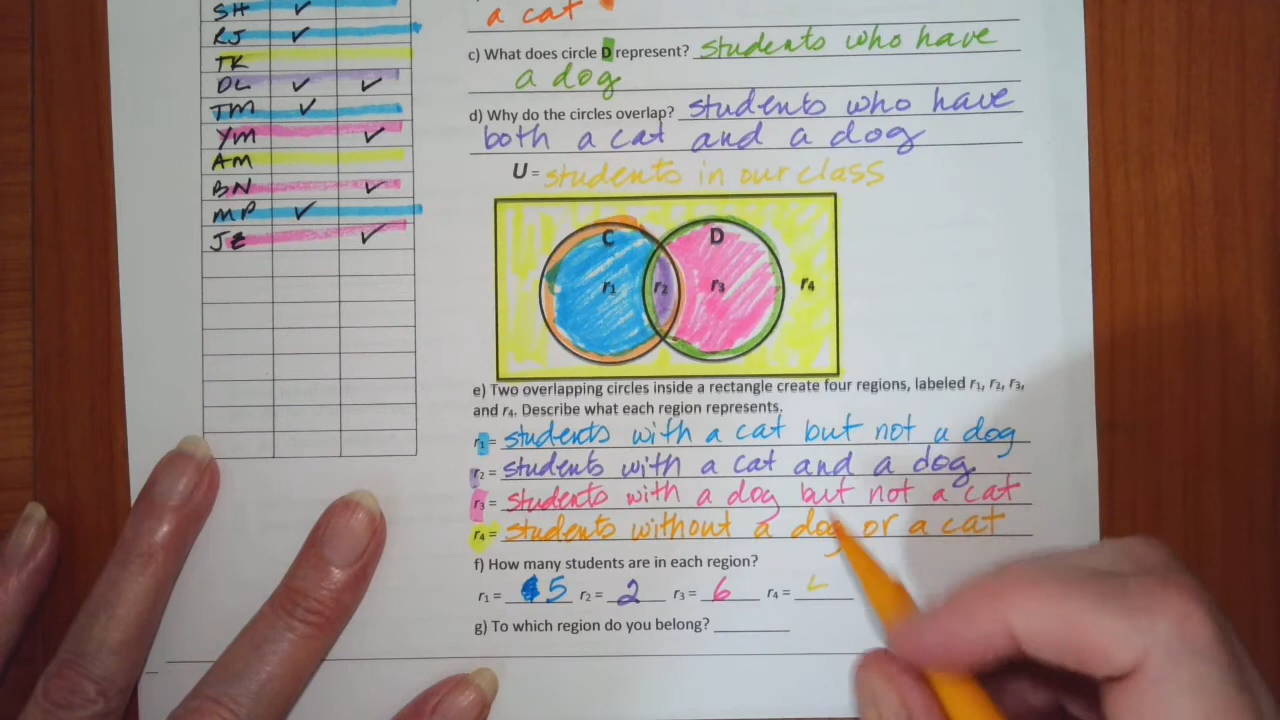 a cat
c) What does circle D represent? students who have
a dog
d) Why do the circles overlap? students who have
both a cat and a dog
U = students in our class
SH ✓
RJ ✓
TK
DL ✓ ✓
TM ✓
YM ✓
AM
BN ✓
MP ✓
JZ ✓
C D
r1 r2 r3 r4
e) Two overlapping circles inside a rectangle create four regions, labeled r1, r2, r3,
and r4. Describe what each region represents.
r1 = students with a cat but not a dog
r2 = students with a cat and a dog
r3 = students with a dog but not a cat
r4 = students without a dog or a cat
f) How many students are in each region?
r1 = 5 r2 = 2 r3 = 6 r4 =
g) To which region do you belong?